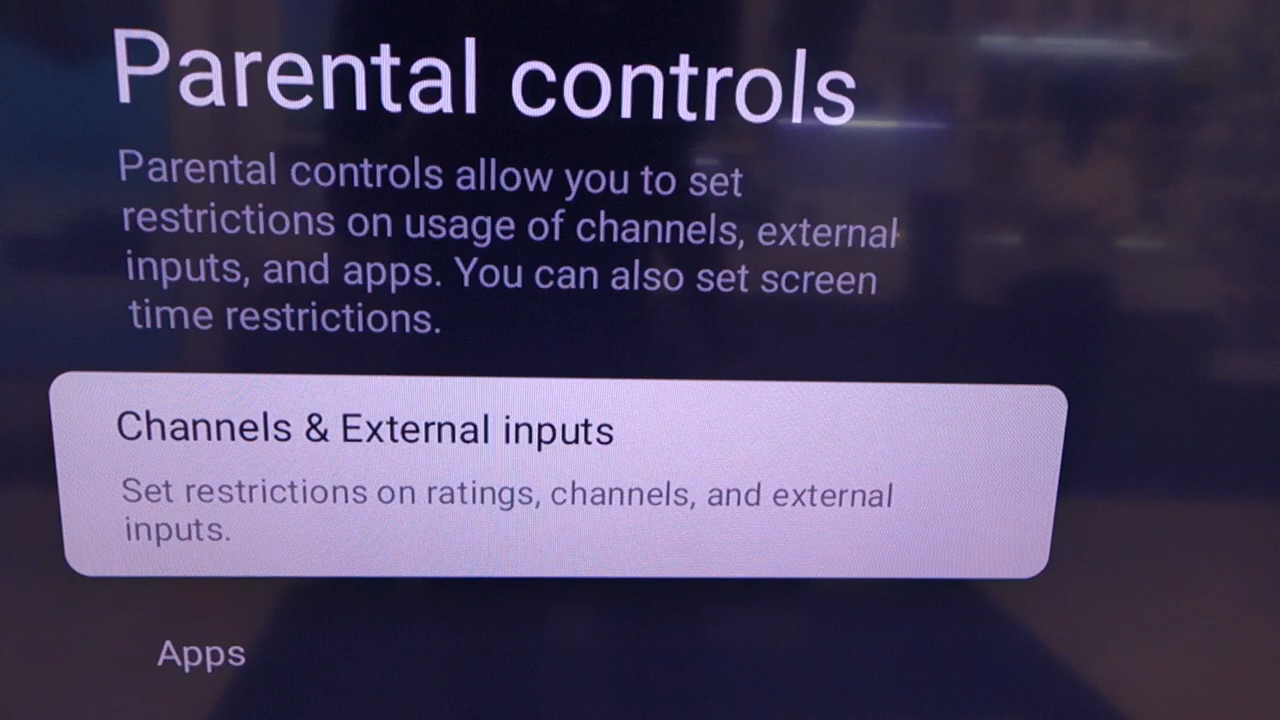 Parental controls
Parental controls allow you to set
restrictions on usage of channels, external
inputs, and apps. You can also set screen
time restrictions.
Channels & External inputs
Set restrictions on ratings, channels, and external
inputs.
Apps